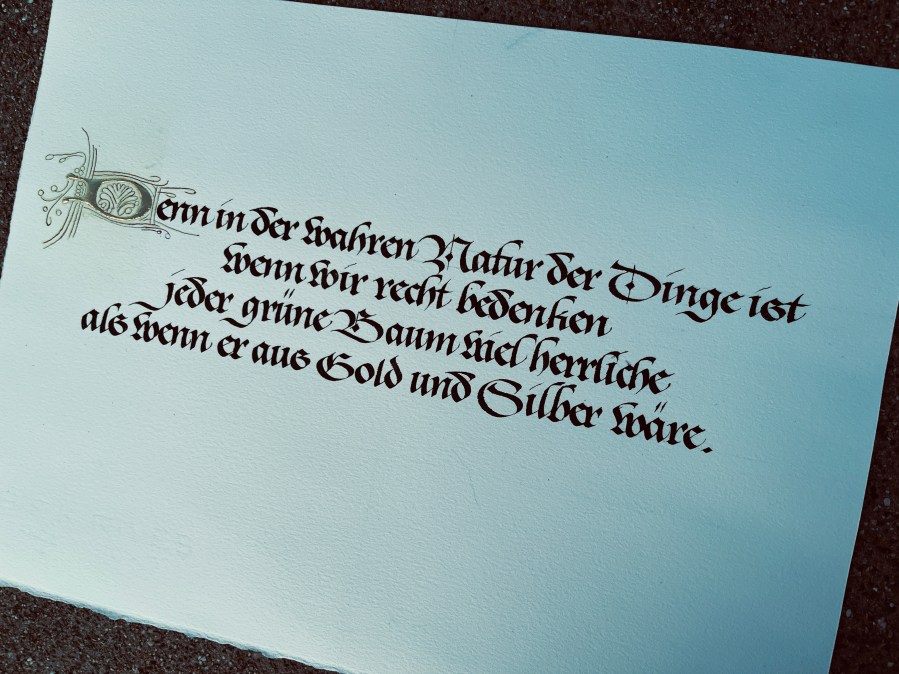 Denn in der wahren Natur der Dinge ist
wenn wir recht bedenken
jeder grüne Baum viel herrliche
als wenn er aus Gold und Silber wäre.